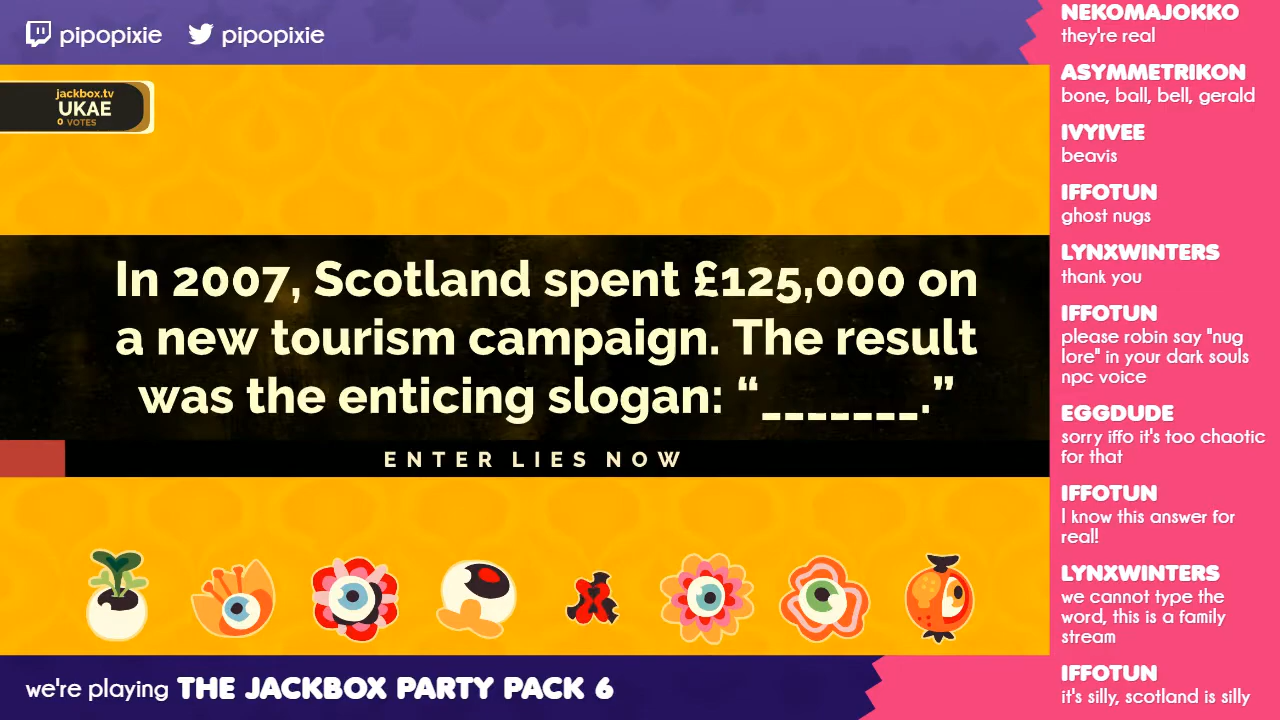 pipopixie pipopixie
jackbox.tv
UKAE
0 VOTES
In 2007, Scotland spent £125,000 on
a new tourism campaign. The result
was the enticing slogan: “_______.”
ENTER LIES NOW
we're playing THE JACKBOX PARTY PACK 6
NEKOMAJOKKO
they're real
ASYMMETRIKON
bone, ball, bell, gerald
IVYIVEE
beavis
IFFOTUN
ghost nugs
LYNXWINTERS
thank you
IFFOTUN
please robin say "nug
lore" in your dark souls
npc voice
EGGDUDE
sorry iffo it's too chaotic
for that
IFFOTUN
I know this answer for
real!
LYNXWINTERS
we cannot type the
word, this is a family
stream
IFFOTUN
it's silly, scotland is silly